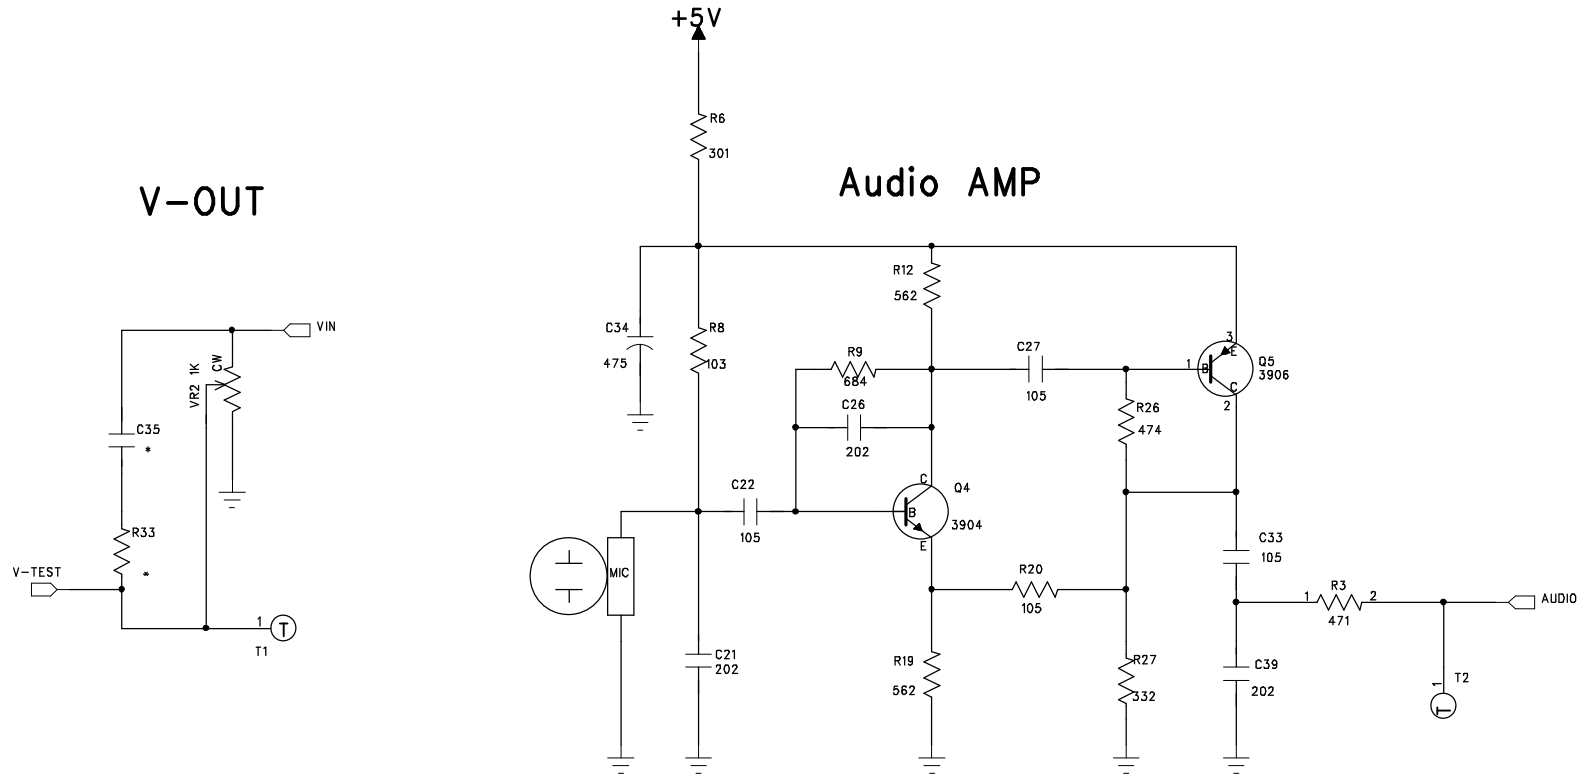 +5V
R6
301
V-OUT
Audio AMP
VIN
CW
VR2 1K
C35
*
R33
*
V-TEST
1
T
T1
C34
475
R8
103
R12
562
R9
684
C26
202
C27
105
3
E
1
B
Q5
3906
C
2
R26
474
C22
105
C
Q4
B
3904
E
MIC
R20
105
C33
105
1
R3
2
471
AUDIO
C21
202
R19
562
R27
332
C39
202
1
T2
T